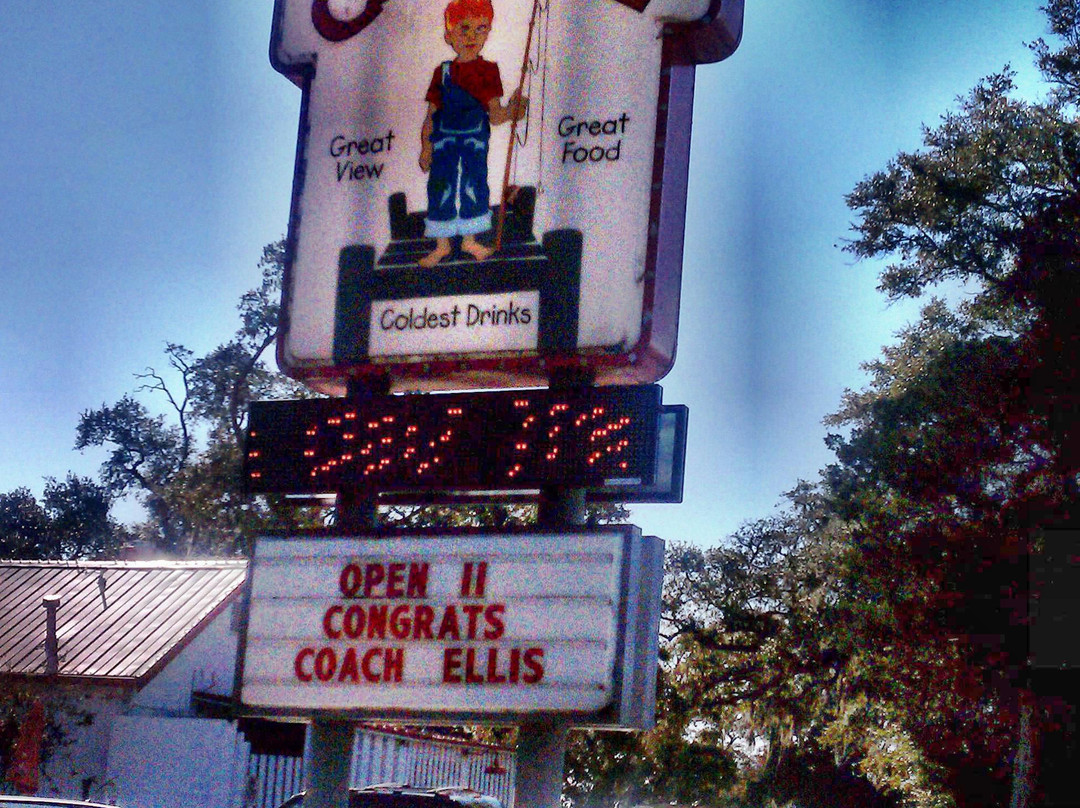 Great
View
Great
Food
Coldest Drinks
OPEN 11
CONGRATS
COACH ELLIS